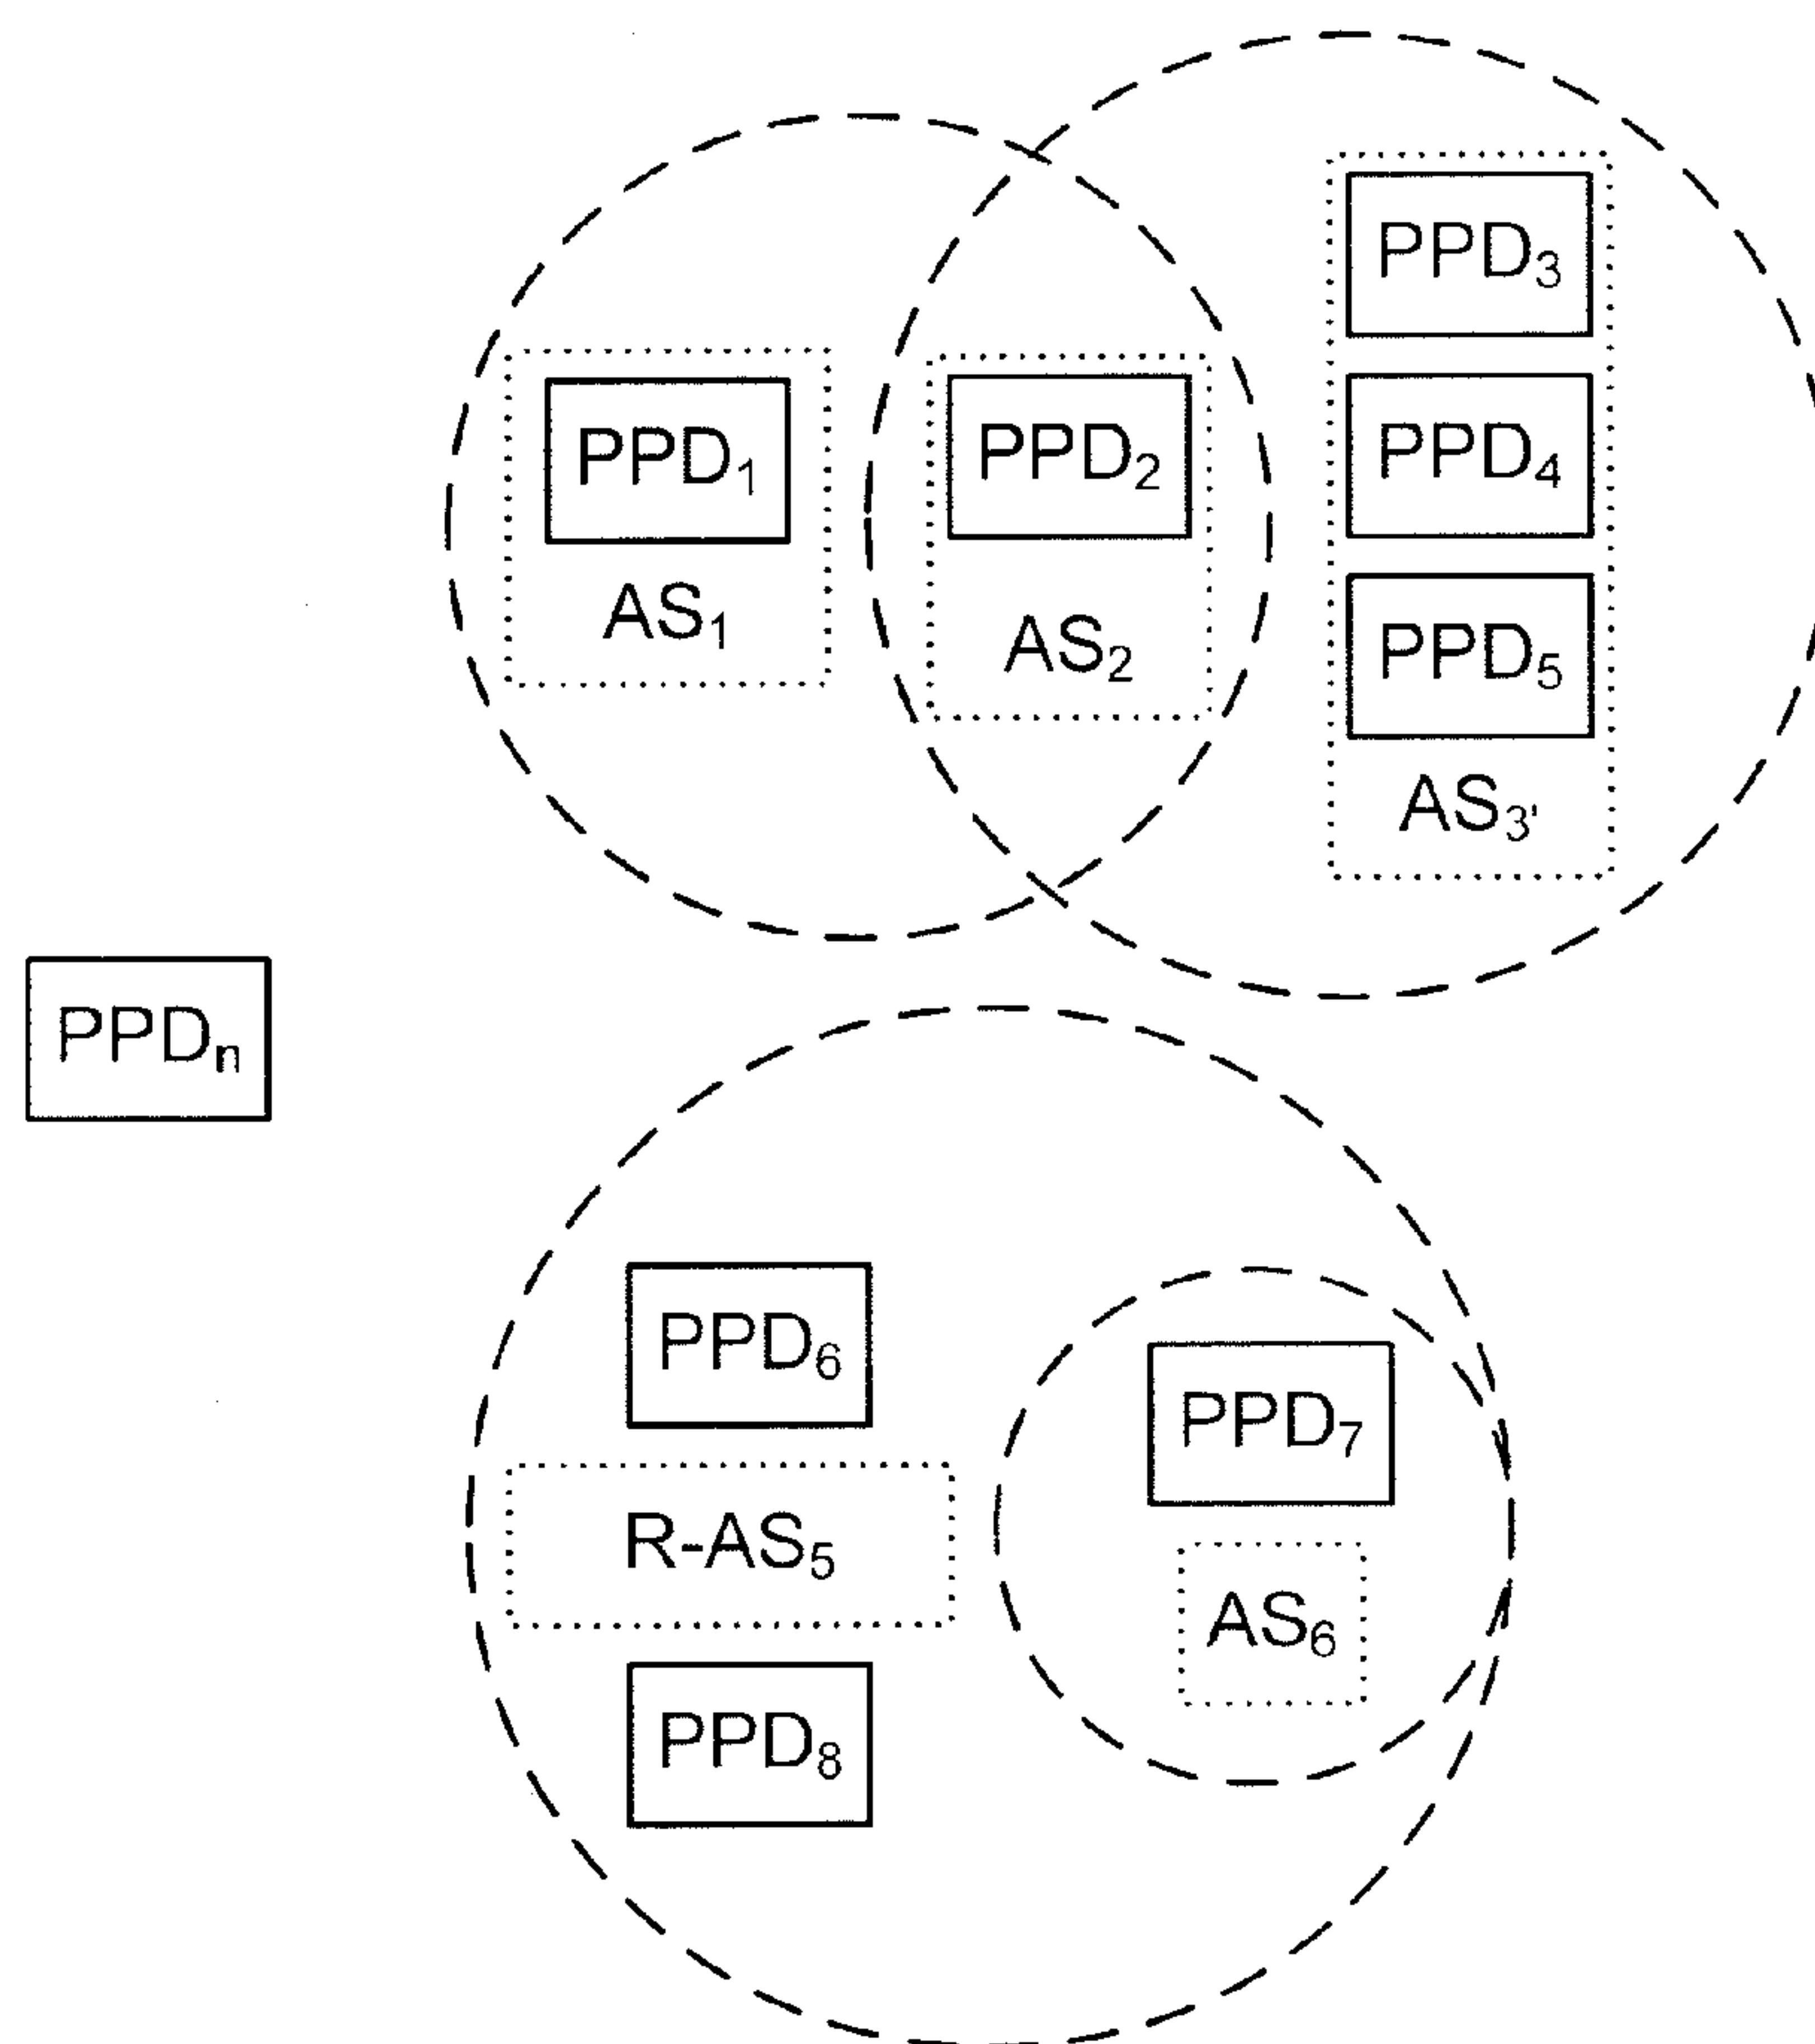 PPD₃
PPD₁
PPD₂
PPD₄
AS₁
AS₂
PPD₅
AS₃'
PPDₙ
PPD₆
PPD₇
R-AS₅
AS₆
PPD₈